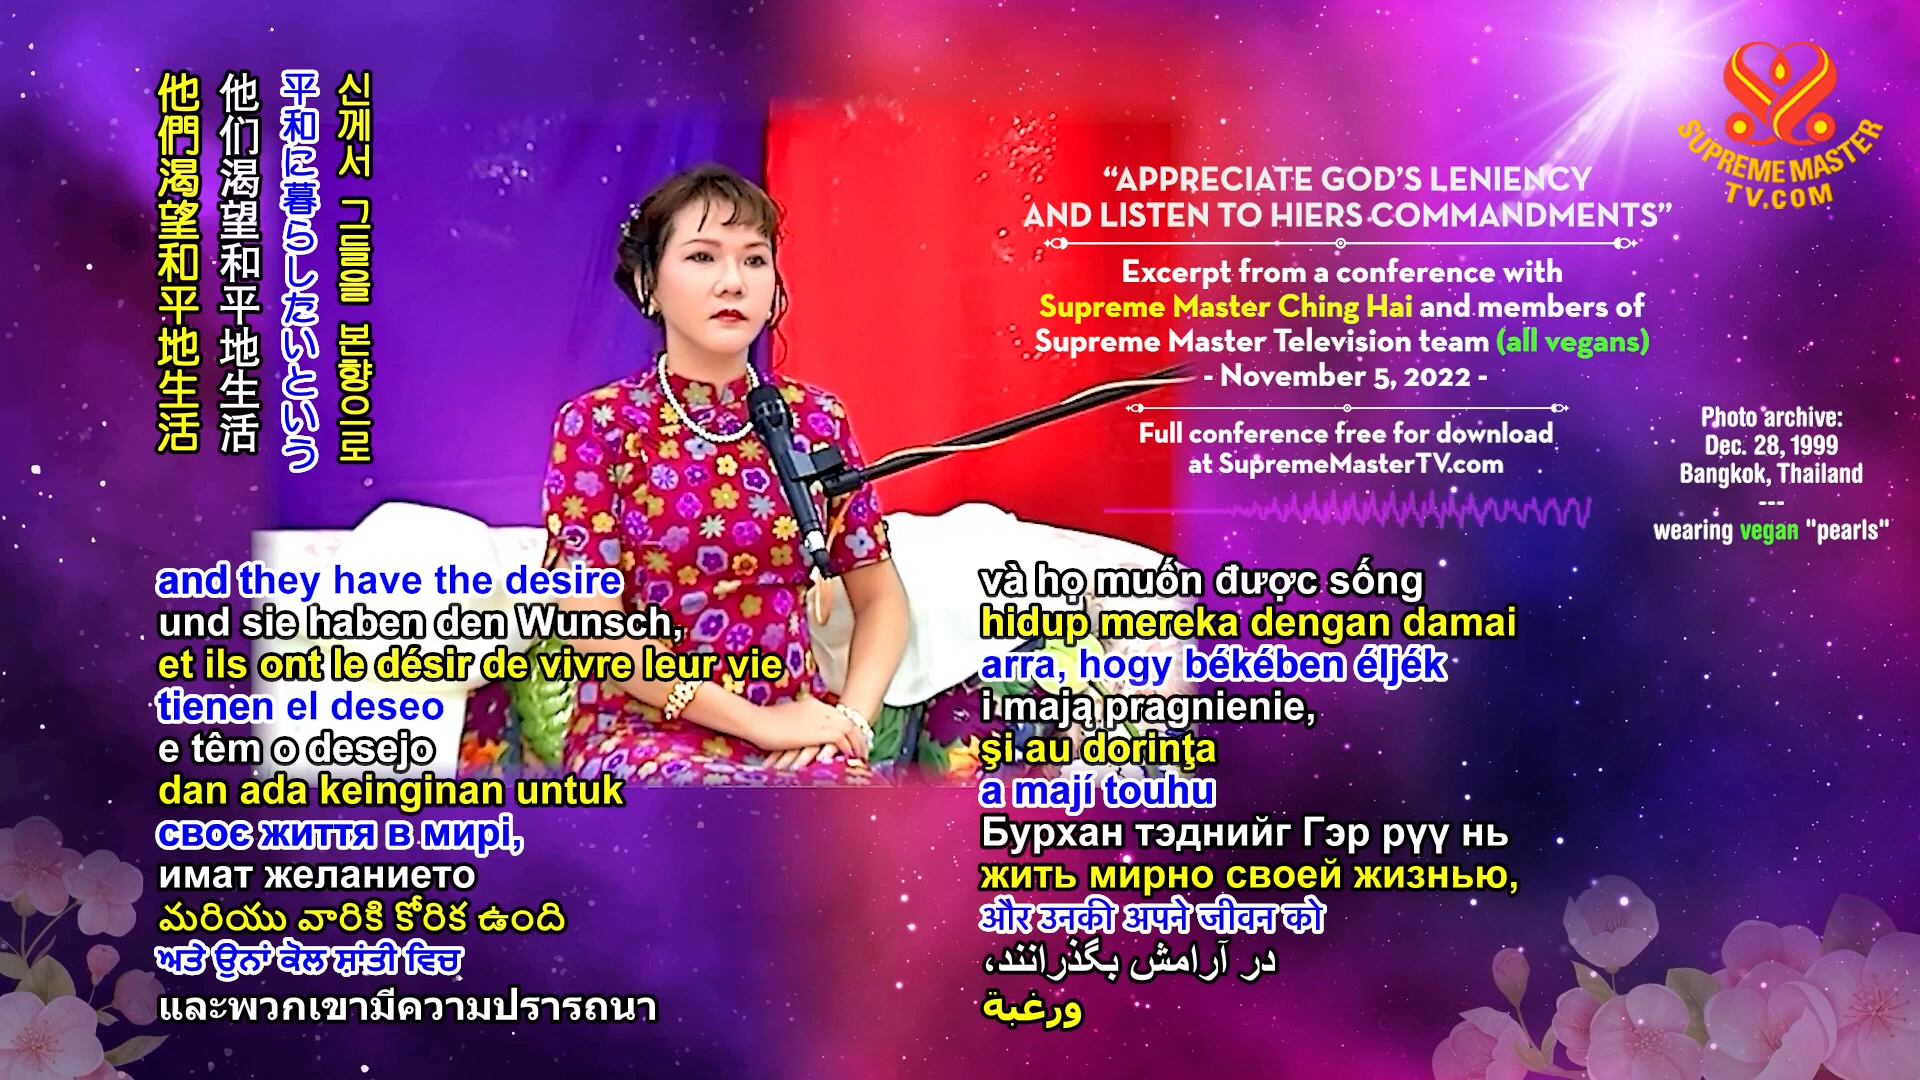 他們渴望和平地生活
他们渴望和平地生活
平和に暮らしたいという
신께서 그들을 본향으로
SUPREME MASTER
TV.COM
“APPRECIATE GOD’S LENIENCY
AND LISTEN TO HIERS COMMANDMENTS”
Excerpt from a conference with
Supreme Master Ching Hai and members of
Supreme Master Television team (all vegans)
- November 5, 2022 -
Full conference free for download
at SupremeMasterTV.com
Photo archive:
Dec. 28, 1999
Bangkok, Thailand
---
wearing vegan "pearls"
and they have the desire
und sie haben den Wunsch,
et ils ont le désir de vivre leur vie
tienen el deseo
e têm o desejo
dan ada keinginan untuk
своє життя в мирі,
имат желанието
మరియు వారికి కోరిక ఉంది
ਅਤੇ ਉਨਾਂ ਕੋਲ ਸ਼ਾਂਤੀ ਵਿਚ
และพวกเขามีความปรารถนา
và họ muốn được sống
hidup mereka dengan damai
arra, hogy békében éljék
i mają pragnienie,
şi au dorinţa
a mají touhu
Бурхан тэднийг Гэр рүү нь
жить мирно своей жизнью,
और उनकी अपने जीवन को
در آرامش بگذرانند،
ورغبة